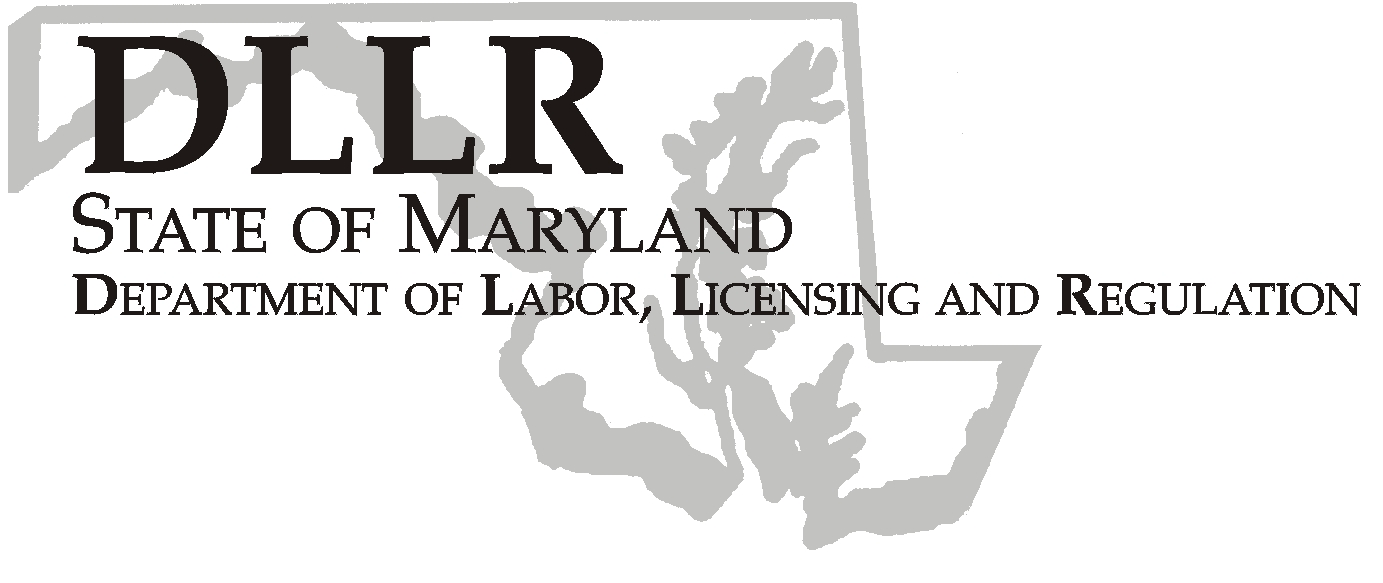 DLLR
STATE OF MARYLAND
DEPARTMENT OF LABOR, LICENSING AND REGULATION